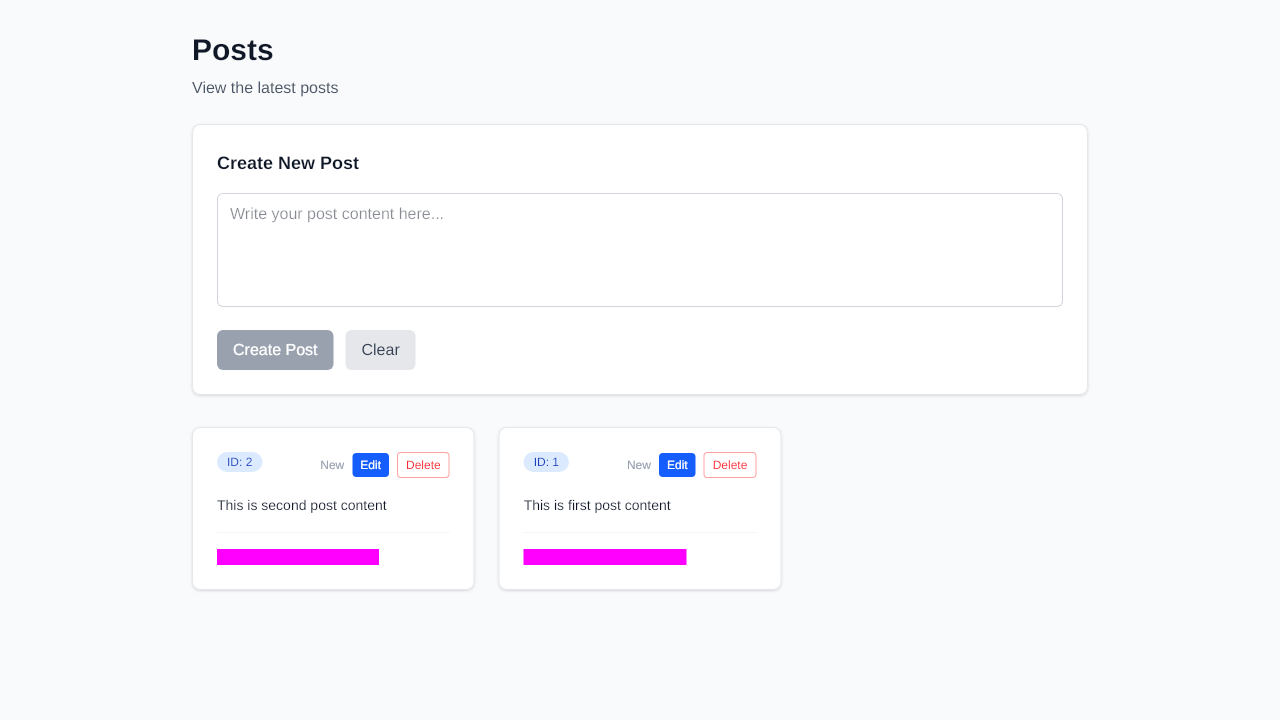 Posts
View the latest posts
Create New Post
Write your post content here...
Create Post
Clear
ID: 2
New
Edit
Delete
This is second post content
ID: 1
New
Edit
Delete
This is first post content